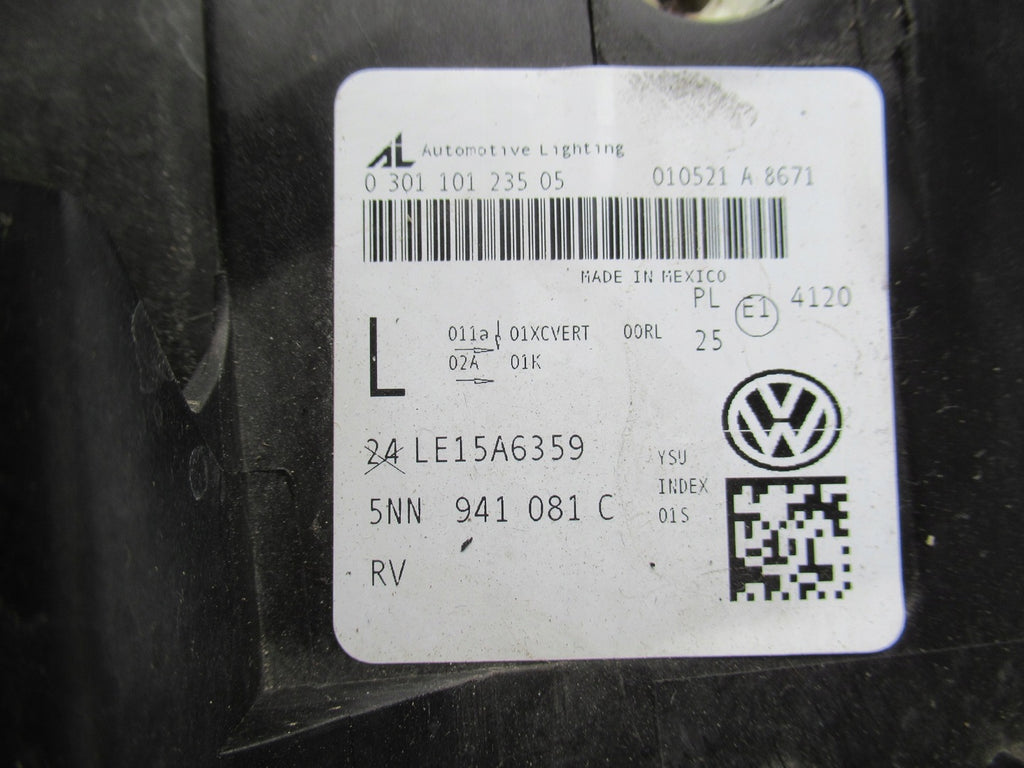 AL Automotive Lighting
0 301 101 235 05 010521 A 8671
MADE IN MEXICO
PL E1 4120
25
L
011a 01XCVERT 00RL
02A 01K
24 LE15A6359
YSU
INDEX
01S
5NN 941 081 C
RV
VW